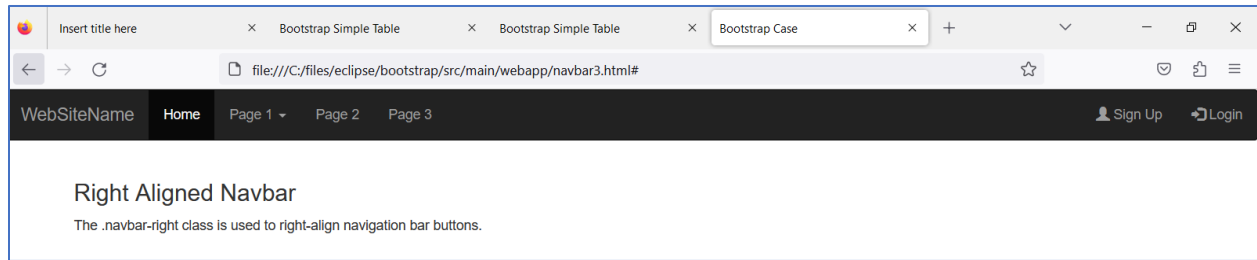 Insert title here Bootstrap Simple Table Bootstrap Simple Table Bootstrap Case
file:///C:/files/eclipse/bootstrap/src/main/webapp/navbar3.html#
WebSiteName Home Page 1 Page 2 Page 3 Sign Up Login
Right Aligned Navbar
The .navbar-right class is used to right-align navigation bar buttons.